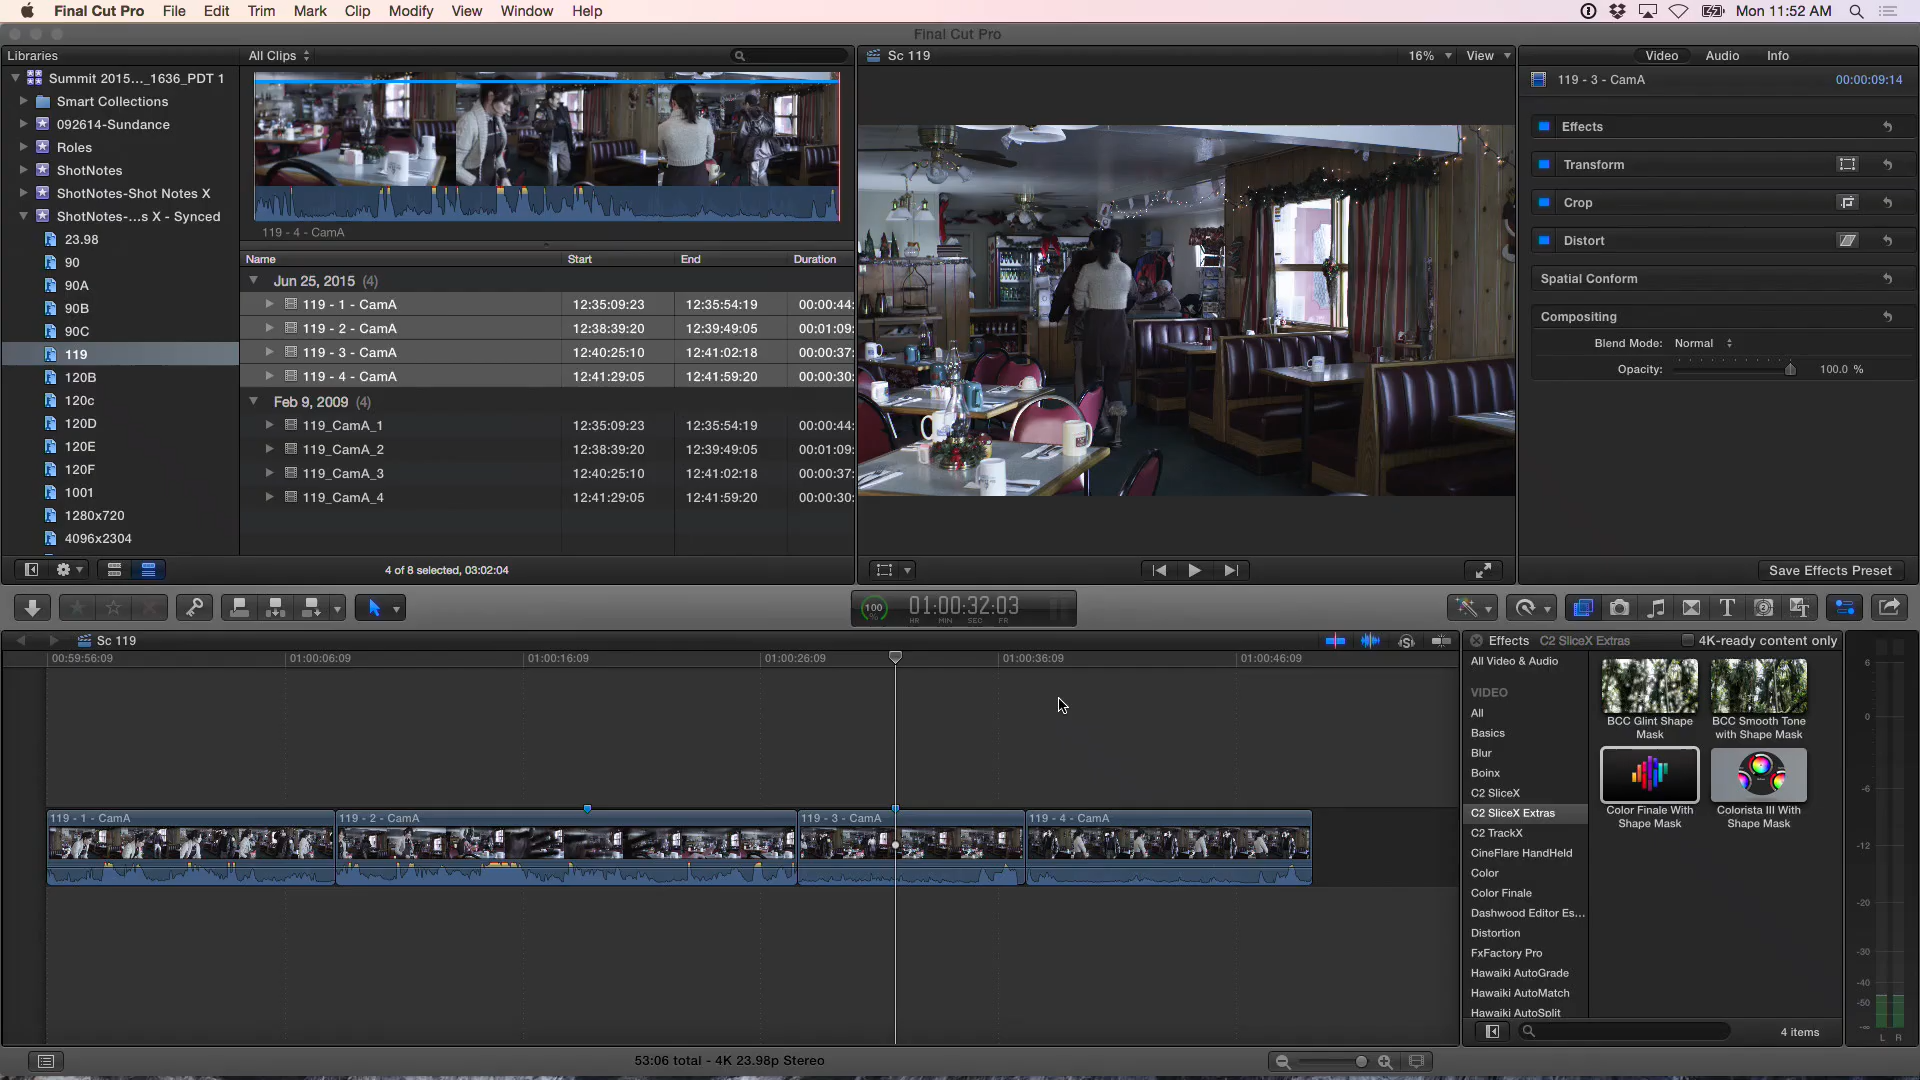 Final Cut Pro File Edit Trim Mark Clip Modify View Window Help Mon 11:52 AM
Final Cut Pro
Libraries
Summit 2015..._1636_PDT 1
Smart Collections
092614-Sundance
Roles
ShotNotes
ShotNotes-Shot Notes X
ShotNotes-...s X - Synced
23.98
90
90A
90B
90C
119
120B
120c
120D
120E
120F
1001
1280x720
4096x2304
All Clips
119 - 4 - CamA
Name Start End Duration
Jun 25, 2015 (4)
119 - 1 - CamA 12:35:09:23 12:35:54:19 00:00:44:
119 - 2 - CamA 12:38:39:20 12:39:49:05 00:01:09:
119 - 3 - CamA 12:40:25:10 12:41:02:18 00:00:37:
119 - 4 - CamA 12:41:29:05 12:41:59:20 00:00:30:
Feb 9, 2009 (4)
119_CamA_1 12:35:09:23 12:35:54:19 00:00:44:
119_CamA_2 12:38:39:20 12:39:49:05 00:01:09:
119_CamA_3 12:40:25:10 12:41:02:18 00:00:37:
119_CamA_4 12:41:29:05 12:41:59:20 00:00:30:
4 of 8 selected, 03:02:04
Sc 119 16% View
Video Audio Info
119 - 3 - CamA 00:00:09:14
Effects
Transform
Crop
Distort
Spatial Conform
Compositing
Blend Mode: Normal
Opacity: 100.0 %
Save Effects Preset
100 % 01:00:32:03
HR MIN SEC FR
Sc 119
00:59:56:09 01:00:06:09 01:00:16:09 01:00:26:09 01:00:36:09 01:00:46:09
119 - 1 - CamA 119 - 2 - CamA 119 - 3 - CamA 119 - 4 - CamA
53:06 total - 4K 23.98p Stereo
Effects C2 SliceX Extras 4K-ready content only
All Video & Audio
VIDEO
All
Basics
Blur
Boinx
C2 SliceX
C2 SliceX Extras
C2 TrackX
CineFlare HandHeld
Color
Color Finale
Dashwood Editor Es...
Distortion
FxFactory Pro
Hawaiki AutoGrade
Hawaiki AutoMatch
Hawaiki AutoSplit
BCC Glint Shape Mask
BCC Smooth Tone with Shape Mask
Color Finale With Shape Mask
Colorista III With Shape Mask
4 items
6
0
-6
-12
-20
-30
-40
-50
-∞
L R